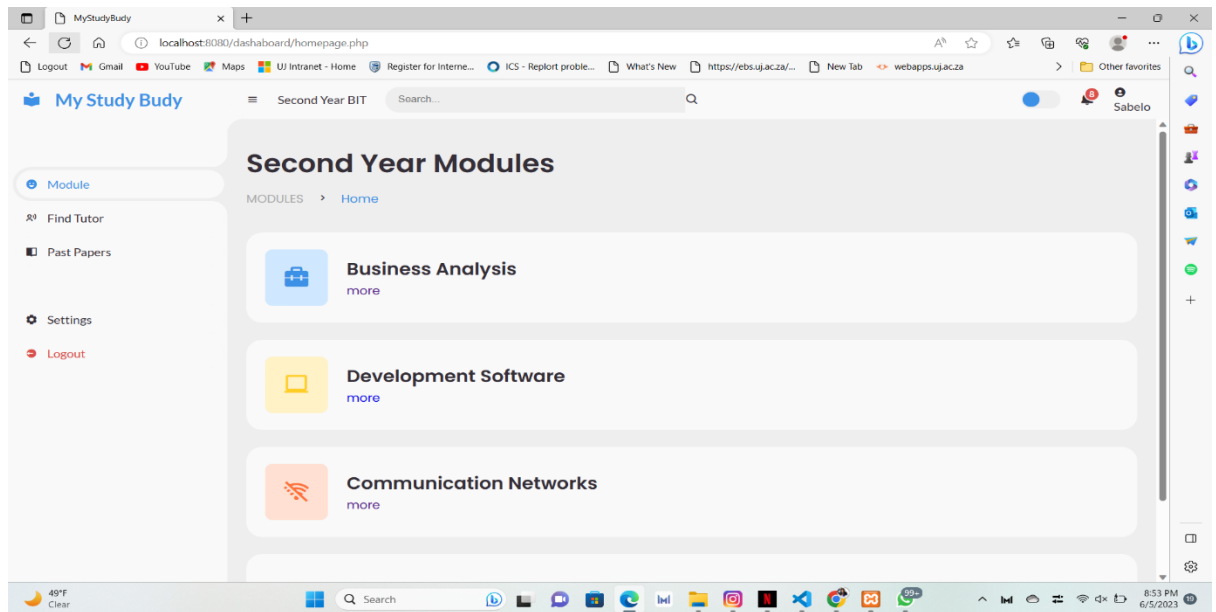 MyStudyBudy
localhost:8080/dashaboard/homepage.php
Logout Gmail YouTube Maps UJ Intranet - Home Register for Interne... ICS - Replort proble... What's New https://ebs.uj.ac.za/... New Tab webapps.uj.ac.za Other favorites
My Study Budy
Second Year BIT
Search...
8
Sabelo
Module
Find Tutor
Past Papers
Settings
Logout
Second Year Modules
MODULES > Home
Business Analysis
more
Development Software
more
Communication Networks
more
49°F
Clear
Search
99+
8:53 PM
6/5/2023
19